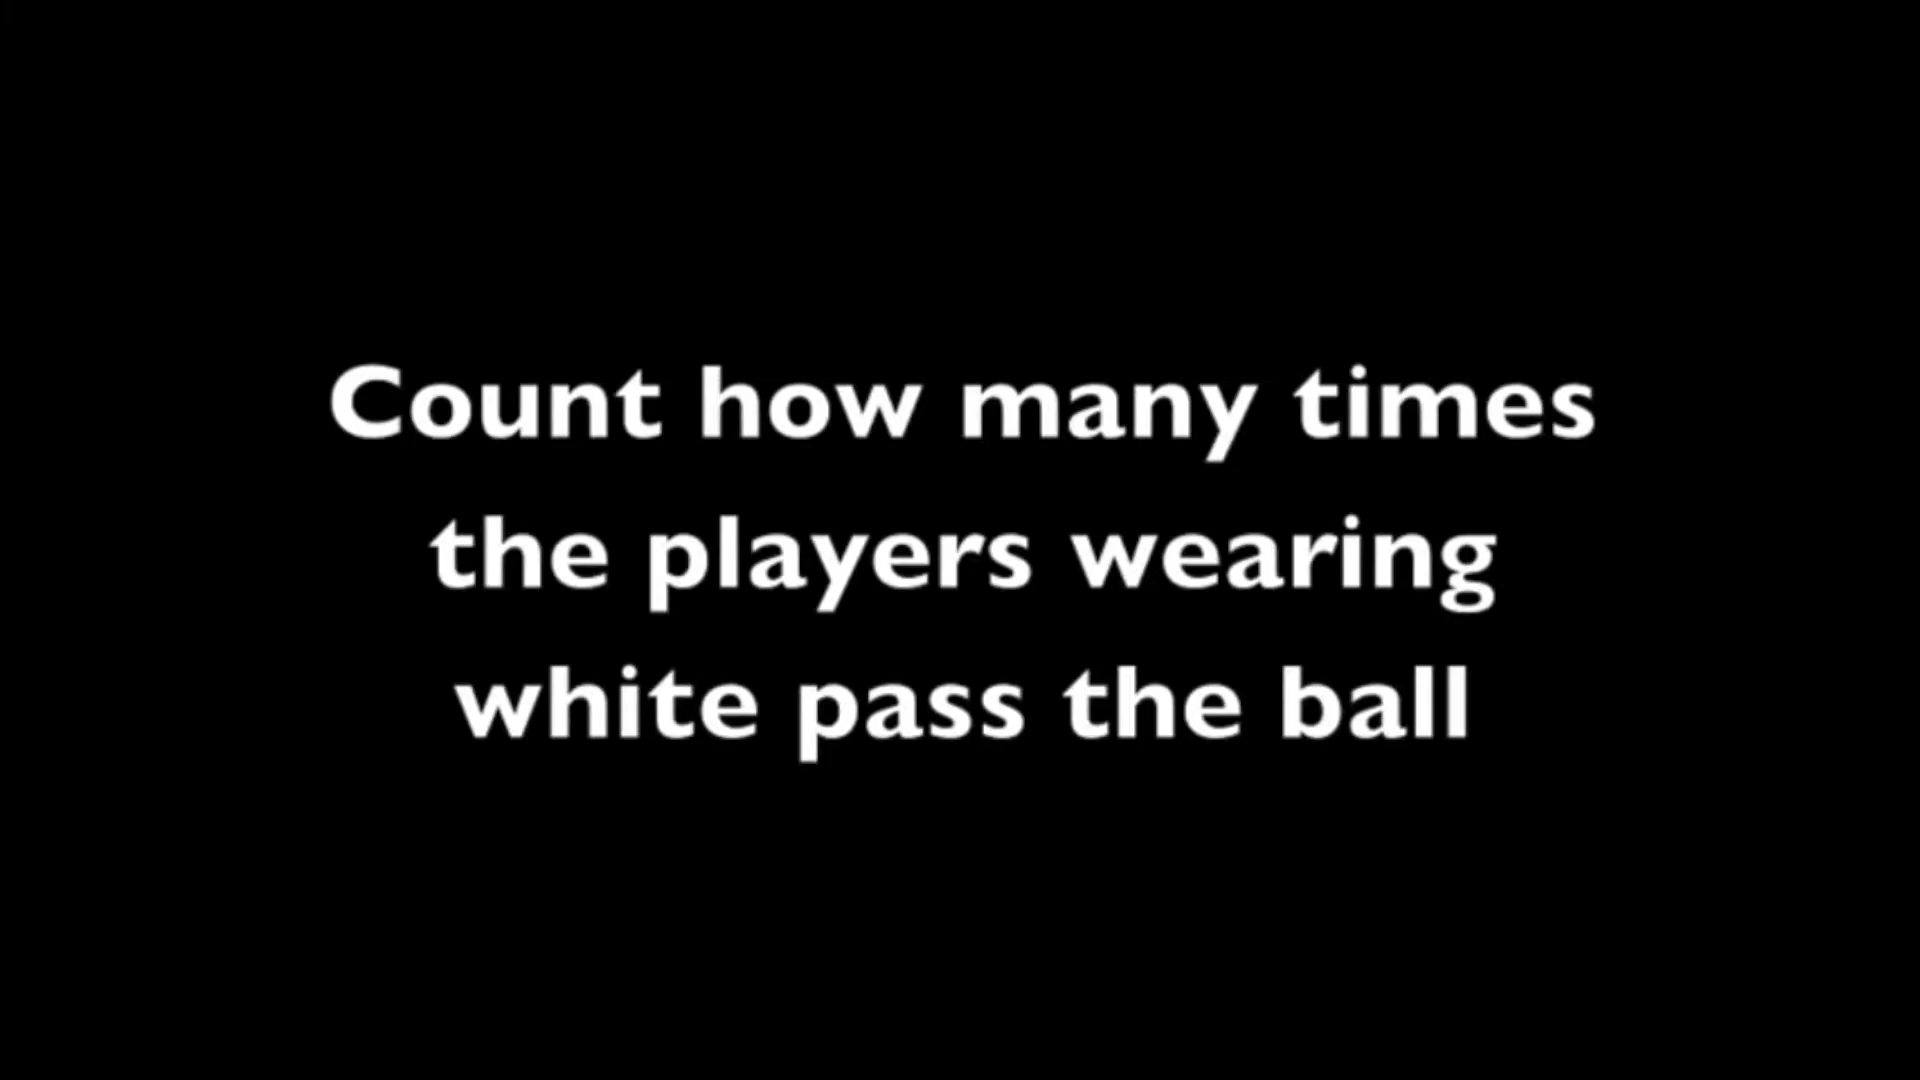 Count how many times
the players wearing
white pass the ball